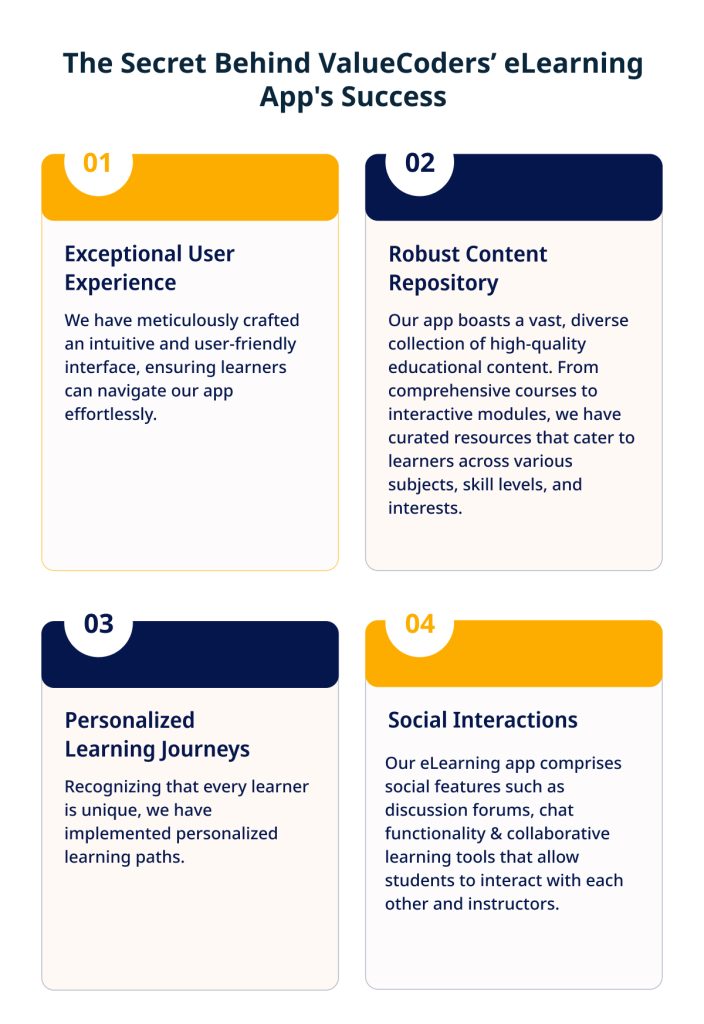 The Secret Behind ValueCoders’ eLearning
App's Success
01
Exceptional User
Experience
We have meticulously crafted
an intuitive and user-friendly
interface, ensuring learners
can navigate our app
effortlessly.
02
Robust Content
Repository
Our app boasts a vast, diverse
collection of high-quality
educational content. From
comprehensive courses to
interactive modules, we have
curated resources that cater to
learners across various
subjects, skill levels, and
interests.
03
Personalized
Learning Journeys
Recognizing that every learner
is unique, we have
implemented personalized
learning paths.
04
Social Interactions
Our eLearning app comprises
social features such as
discussion forums, chat
functionality & collaborative
learning tools that allow
students to interact with each
other and instructors.